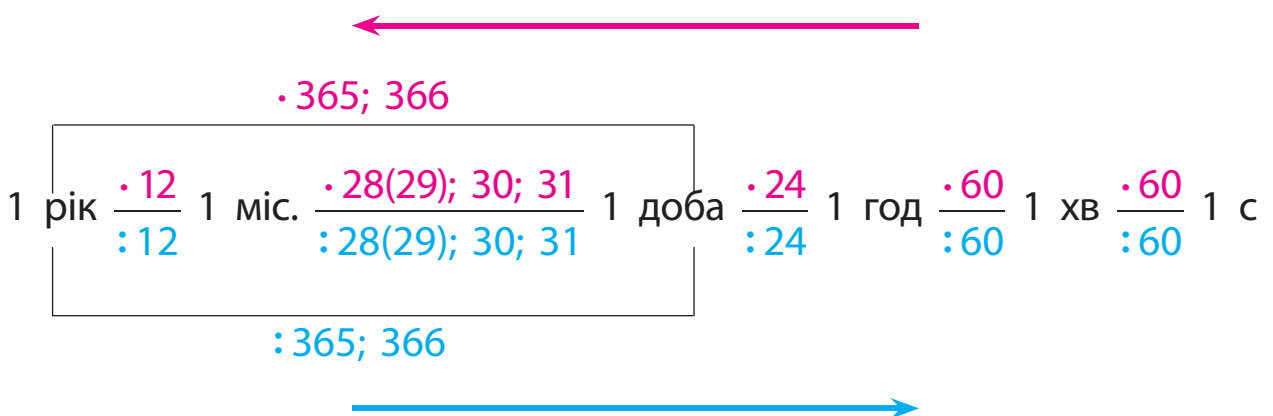 · 365; 366
· 12 · 28(29); 30; 31 · 24 · 60 · 60
1 рік 1 міс. 1 доба 1 год 1 хв 1 с
: 12 : 28(29); 30; 31 : 24 : 60 : 60
: 365; 366